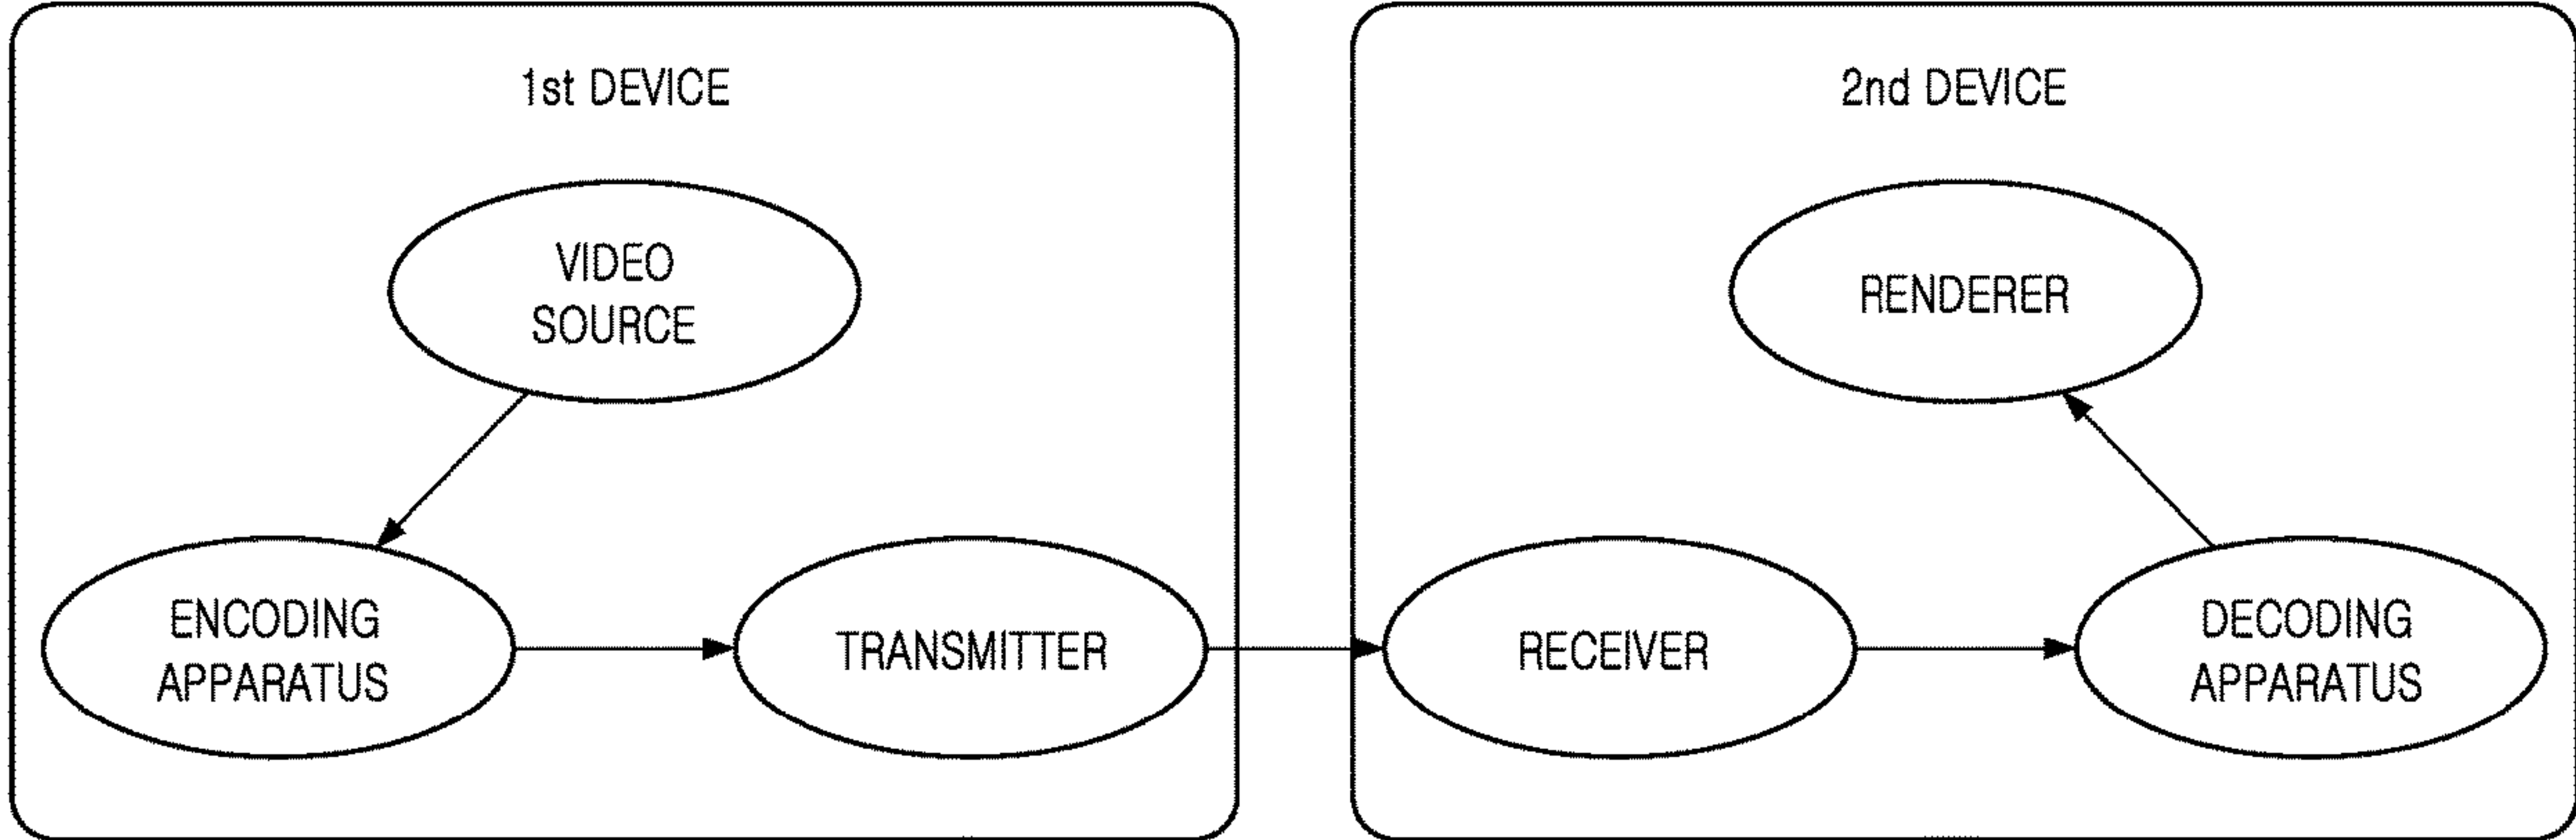 1st DEVICE
VIDEO
SOURCE
ENCODING
APPARATUS
TRANSMITTER
2nd DEVICE
RENDERER
RECEIVER
DECODING
APPARATUS